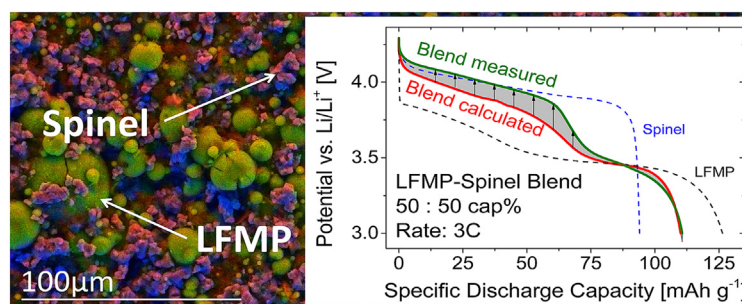 Spinel
LFMP
100μm
Blend measured
Blend calculated
Spinel
LFMP
LFMP-Spinel Blend
50 : 50 cap%
Rate: 3C
Potential vs. Li/Li⁺ [V]
4.0
3.5
3.0
0 25 50 75 100 125
Specific Discharge Capacity [mAh g⁻¹